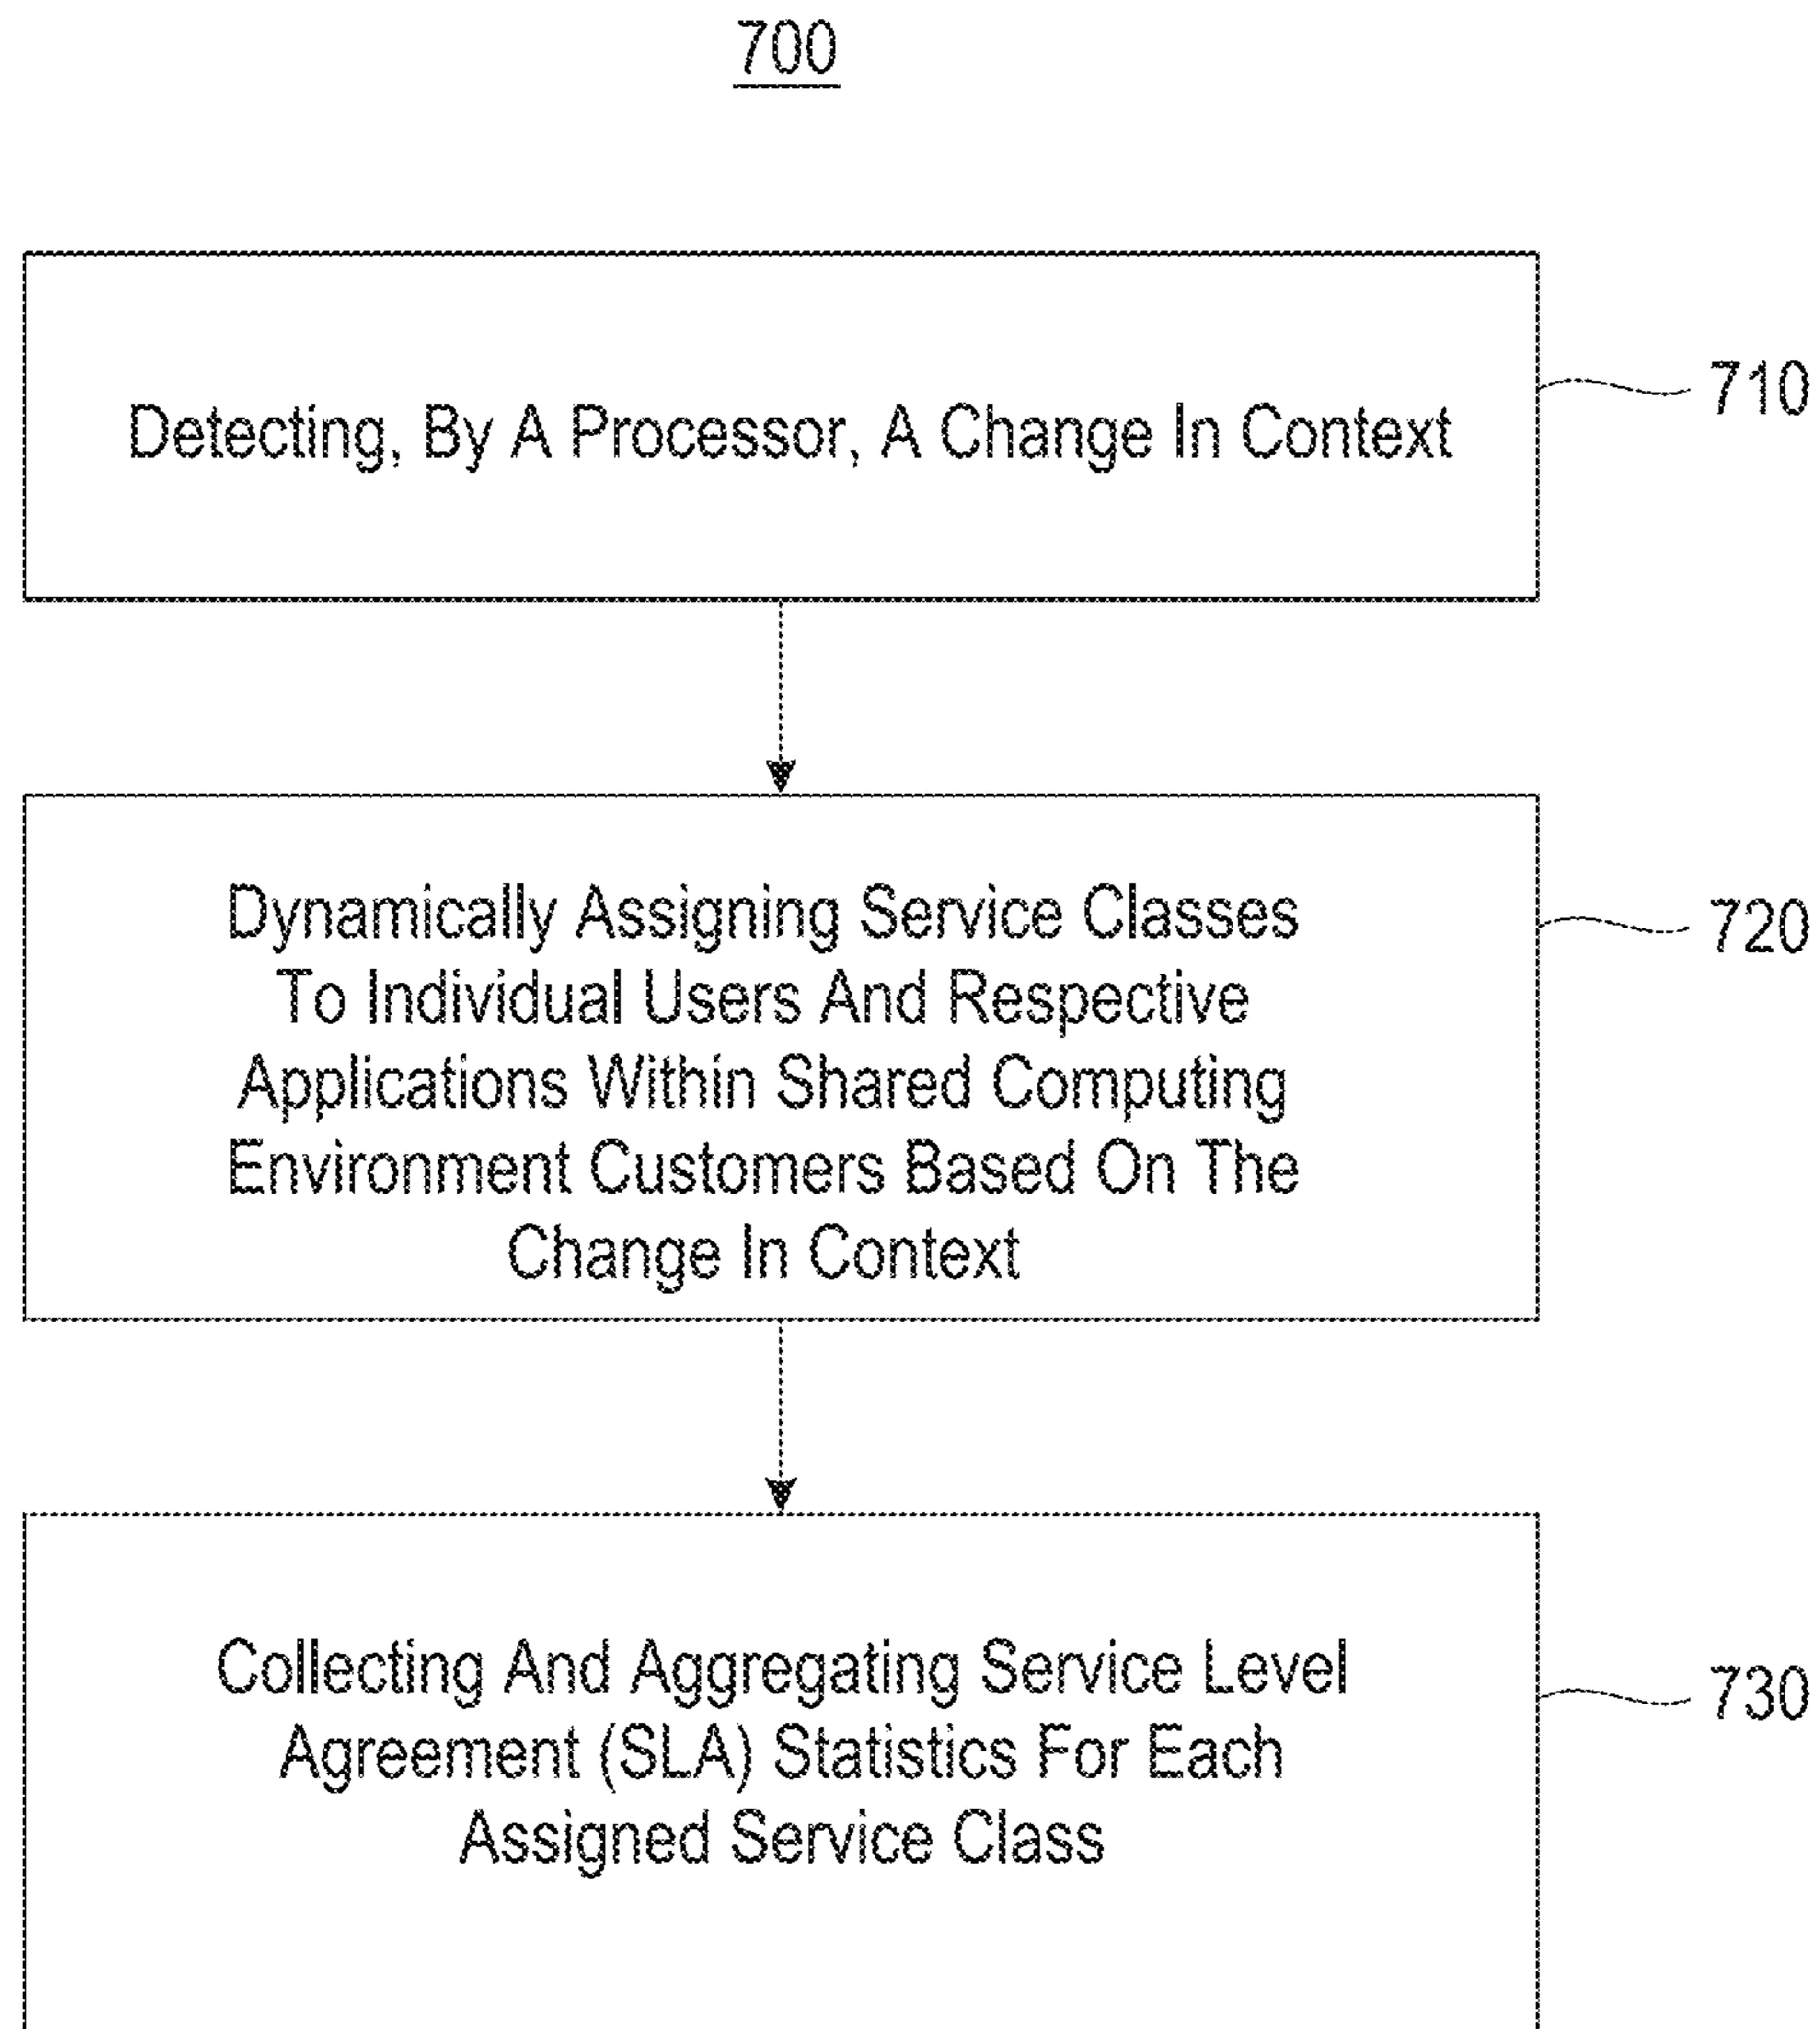 700
Detecting, By A Processor, A Change In Context
710
Dynamically Assigning Service Classes
To Individual Users And Respective
Applications Within Shared Computing
Environment Customers Based On The
Change In Context
720
Collecting And Aggregating Service Level
Agreement (SLA) Statistics For Each
Assigned Service Class
730